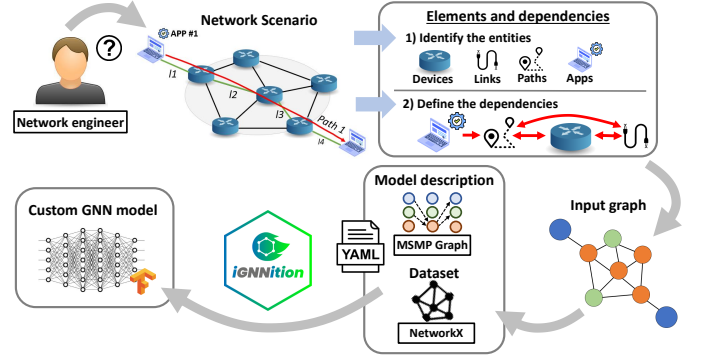 Network Scenario
APP #1
?
Network engineer
l1
l2
l3
l4
Path 1
Elements and dependencies
1) Identify the entities
Devices Links Paths Apps
2) Define the dependencies
Input graph
Model description
MSMP Graph
YAML
Dataset
NetworkX
iGNNition
Custom GNN model